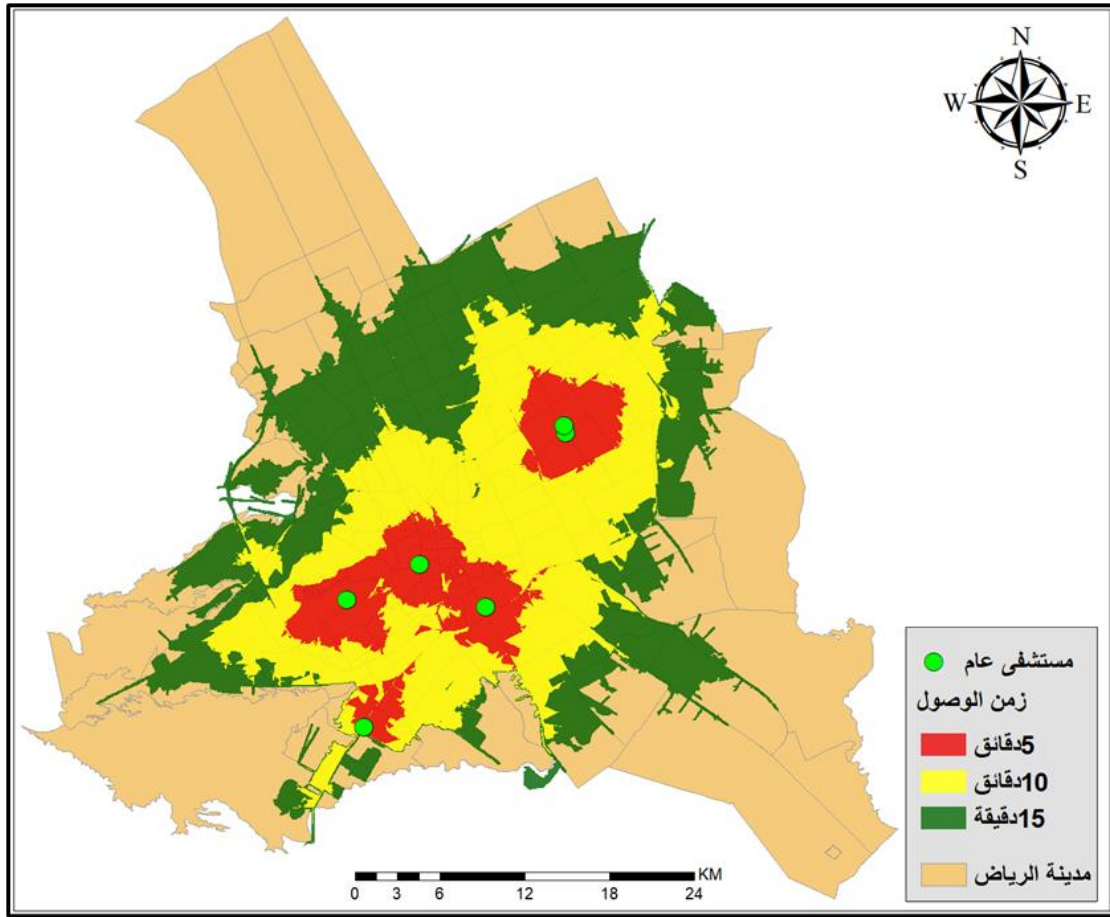 N
W E
S
مستشفى عام
زمن الوصول
5دقائق
10دقائق
15دقيقة
مدينة الرياض
KM
0 3 6 12 18 24